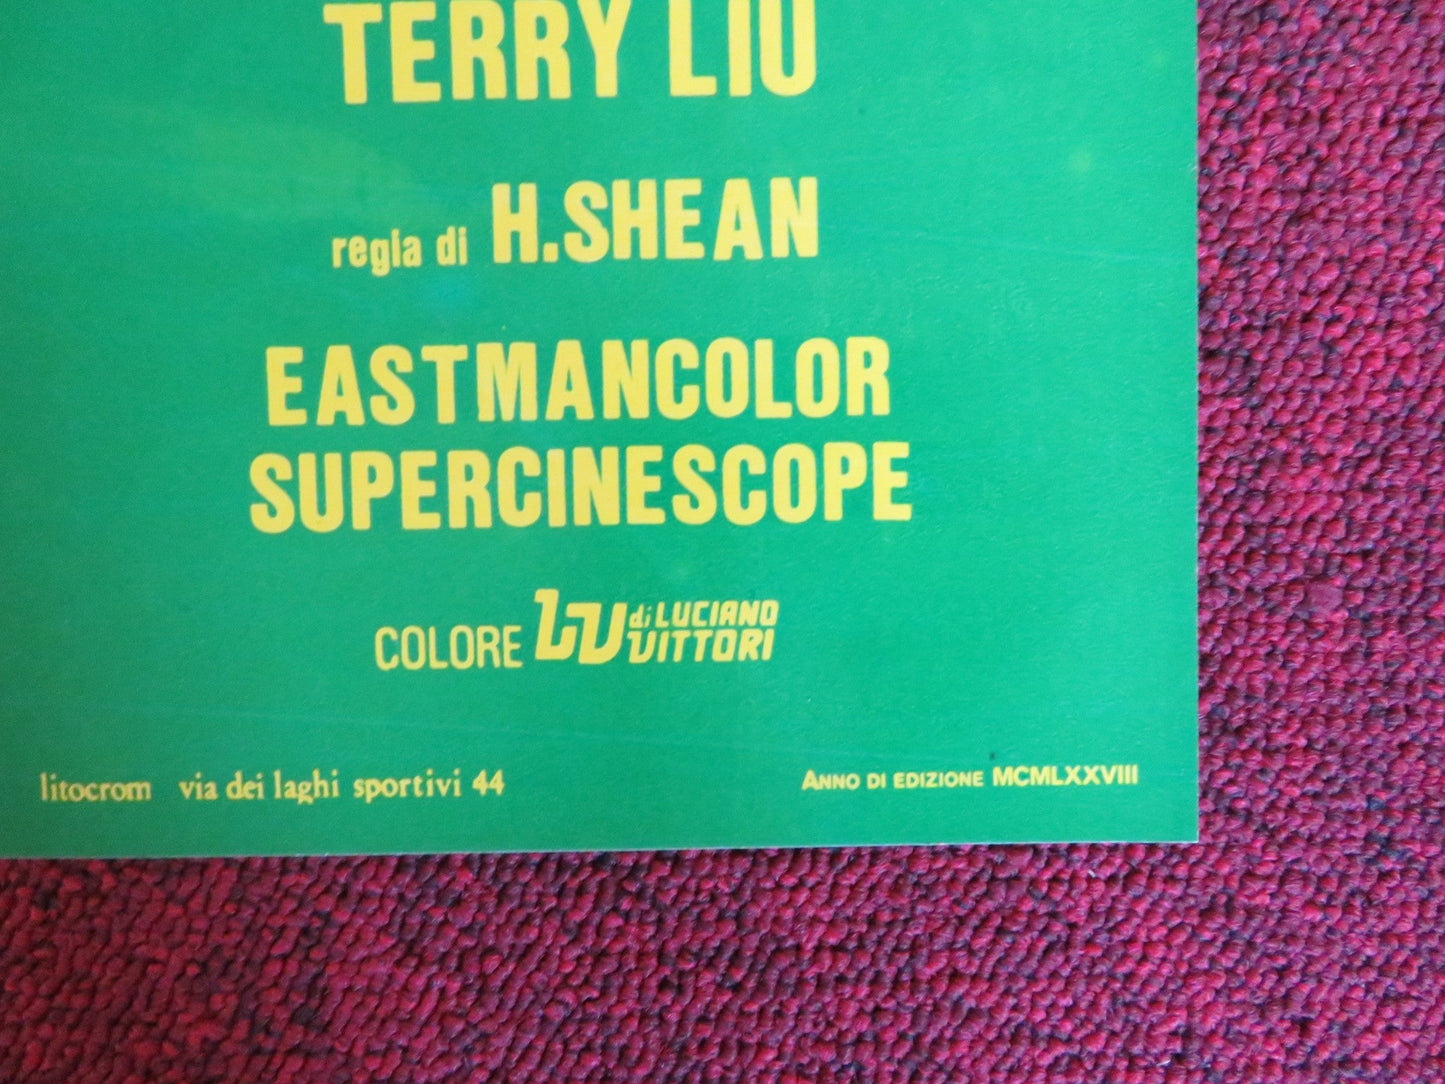 TERRY LIU
regia di H.SHEAN
EASTMANCOLOR
SUPERCINESCOPE
COLORE LV di LUCIANO
VITTORI
litocrom via dei laghi sportivi 44
ANNO DI EDIZIONE MCMLXXVIII